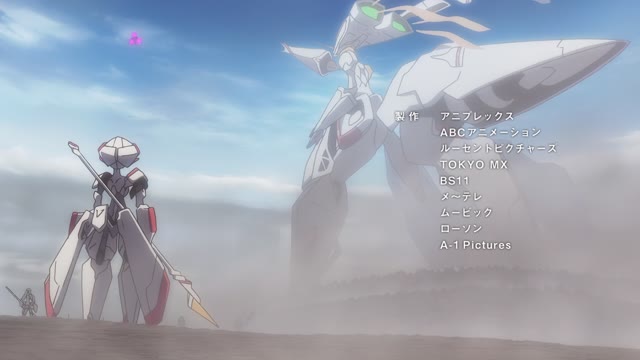 製作 アニプレックス
ABCアニメーション
ルーセントピクチャーズ
TOKYO MX
BS11
メ〜テレ
ムービック
ローソン
A-1 Pictures